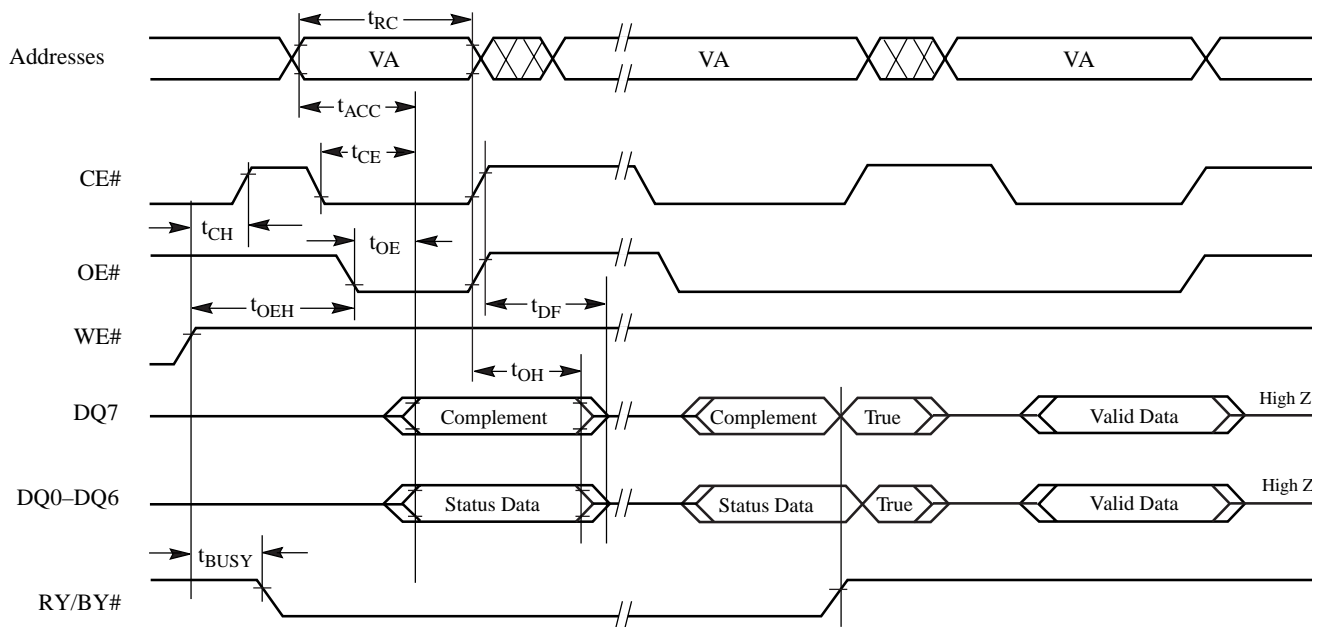 tRC
Addresses VA VA VA
tACC
tCE
CE#
tCH tOE
OE#
tOEH tDF
WE#
tOH
DQ7 Complement Complement True Valid Data High Z
DQ0–DQ6 Status Data Status Data True Valid Data High Z
tBUSY
RY/BY#